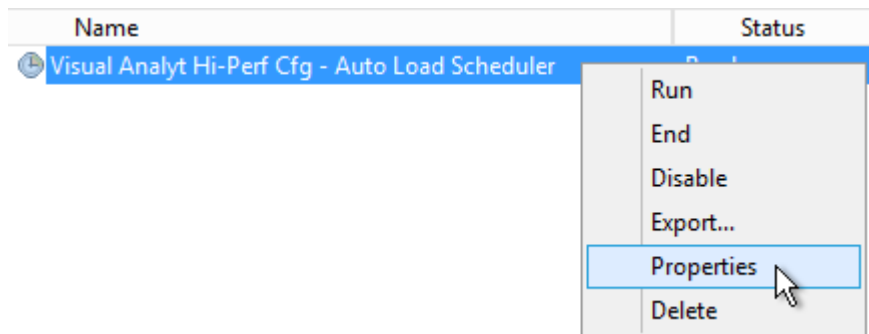 Name Status
Visual Analyt Hi-Perf Cfg - Auto Load Scheduler
Run
End
Disable
Export...
Properties
Delete